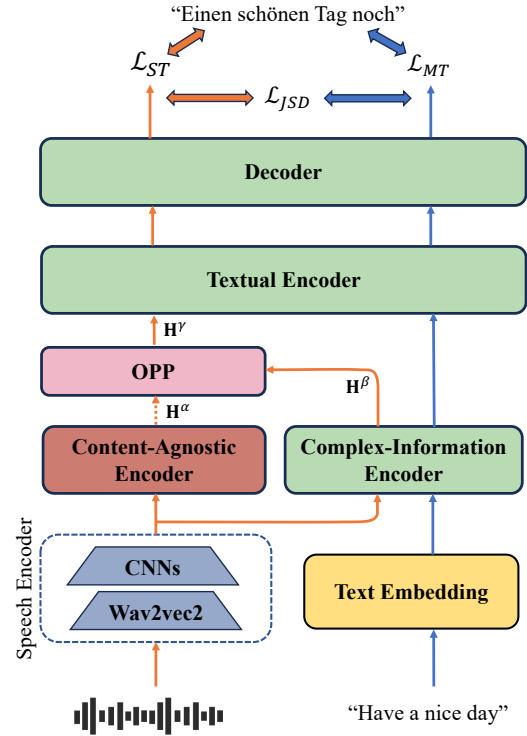 “Einen schönen Tag noch”
ℒ_ST
ℒ_MT
ℒ_JSD
Decoder
Textual Encoder
H^γ
OPP
H^β
H^α
Content-Agnostic
Encoder
Complex-Information
Encoder
Speech Encoder
CNNs
Wav2vec2
Text Embedding
“Have a nice day”